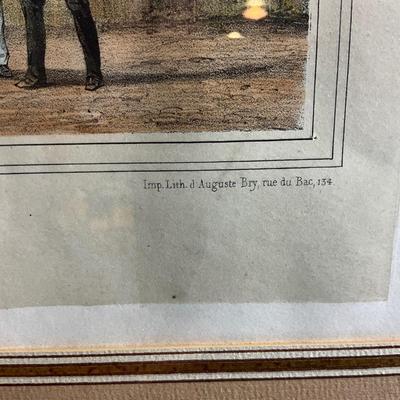 Imp. Lith. d Auguste Bry, rue du Bac, 134.